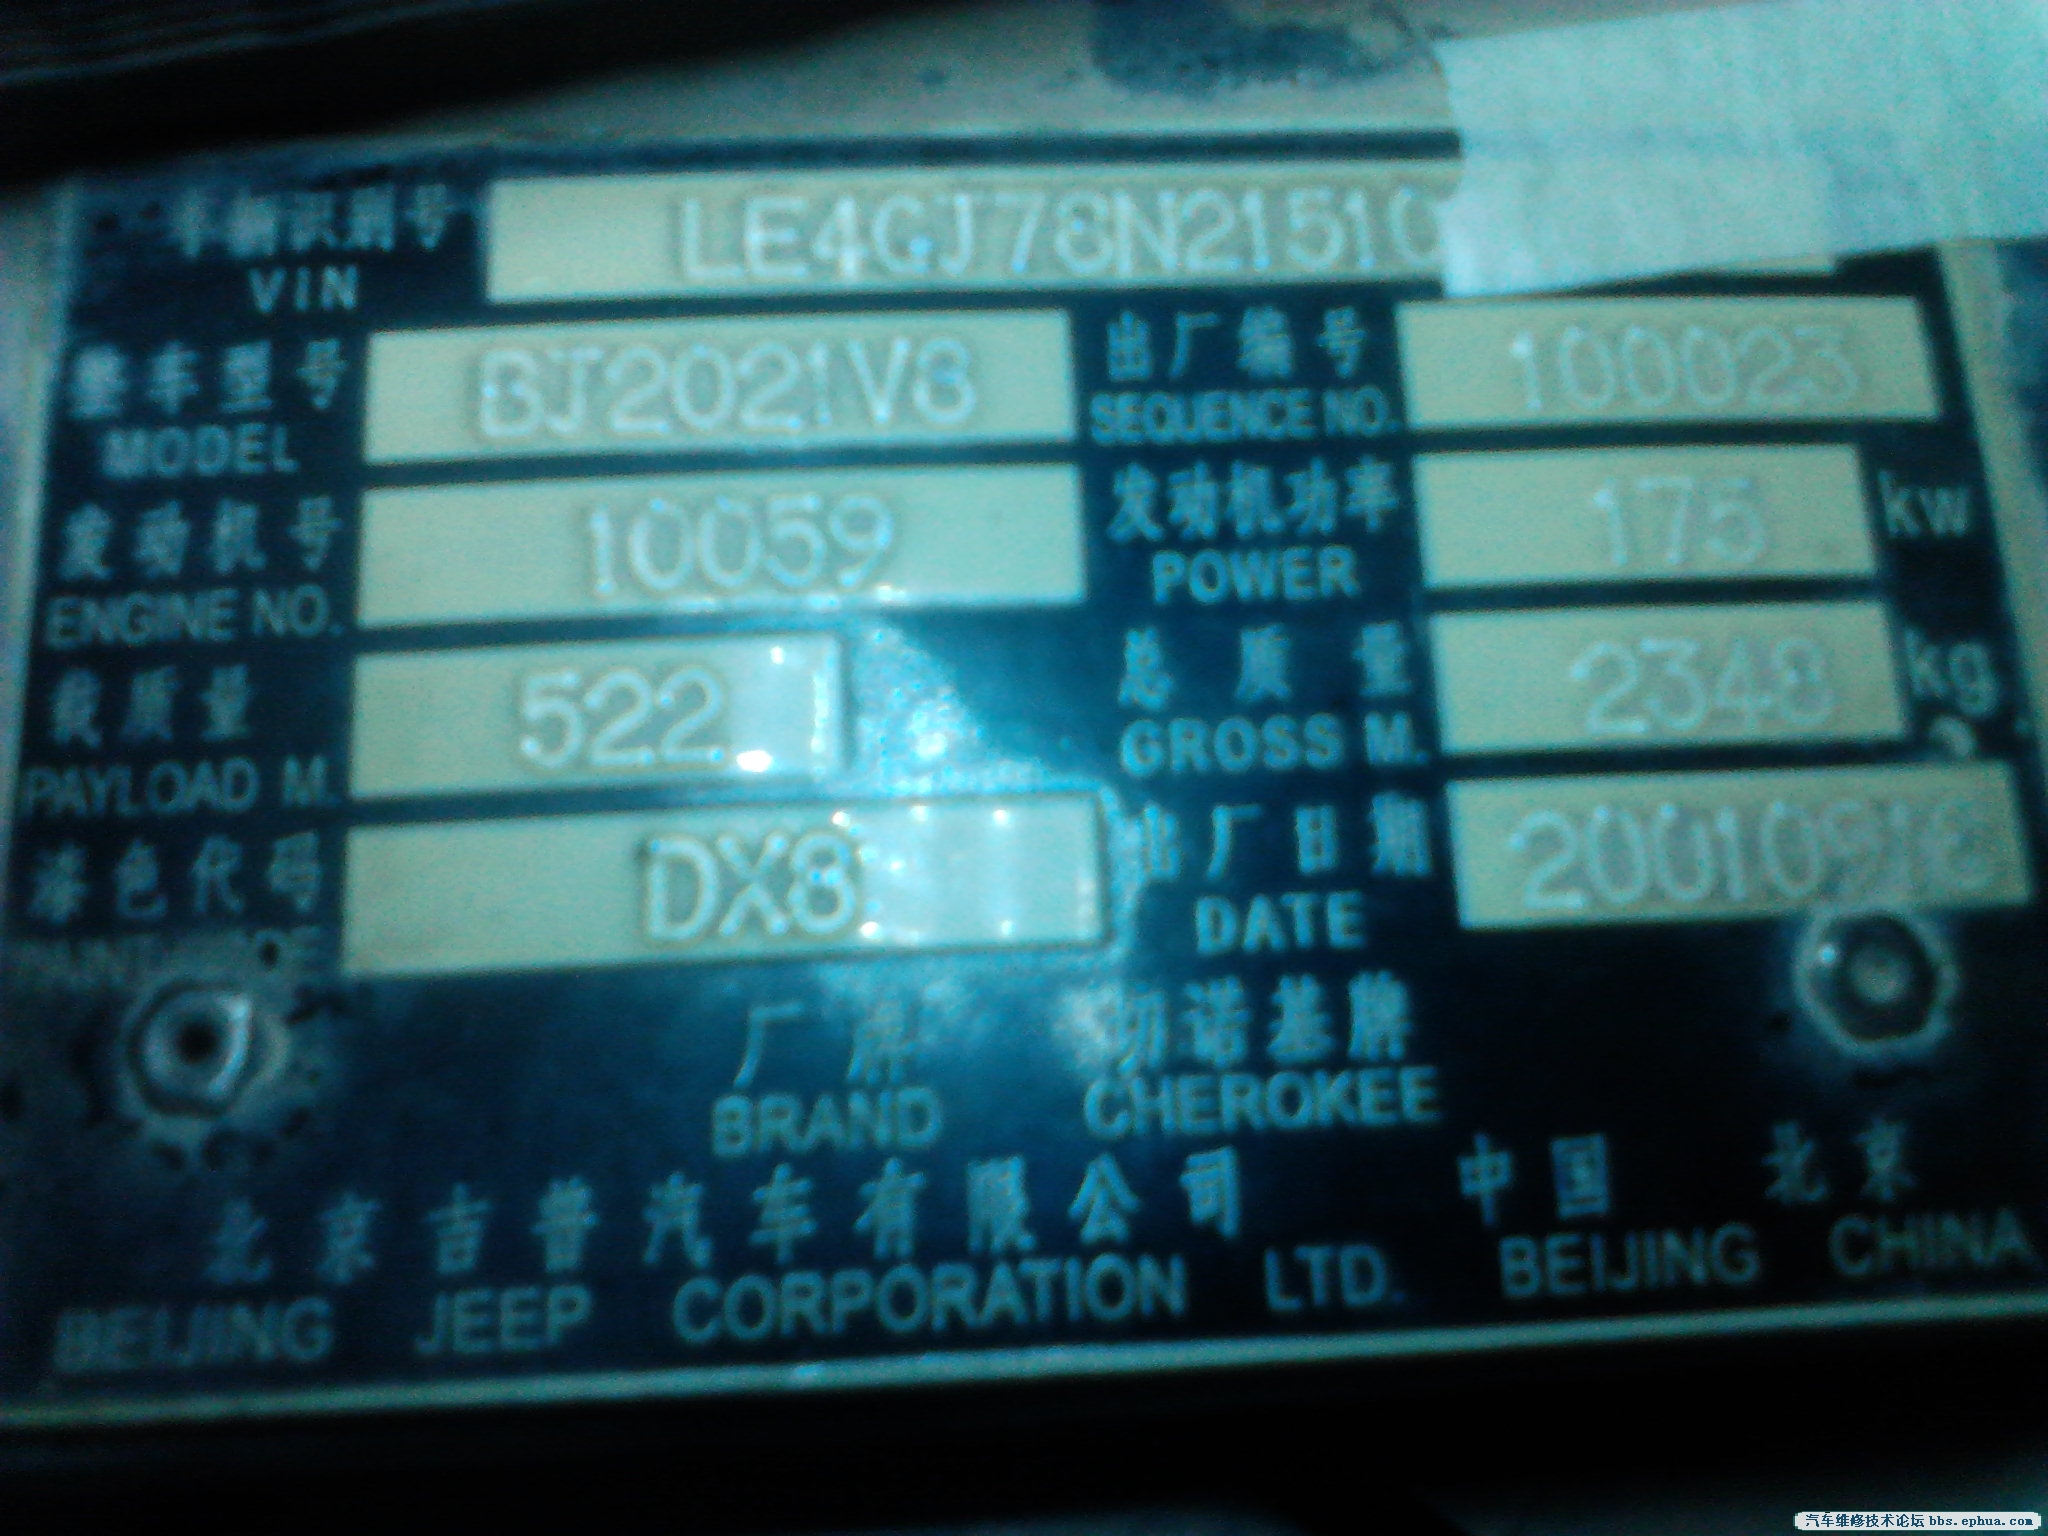 车辆识别号 LE4GJ78N21510
VIN
整车型号 BJ2021V8 出厂编号 100023
MODEL SEQUENCE NO.
发动机号 10059 发动机功率 175 kw
ENGINE NO. POWER
载质量 522 总质量 2348 kg
PAYLOAD M. GROSS M.
漆色代码 DX8 出厂日期 20010916
DATE
厂牌 切诺基牌
BRAND CHEROKEE
北京吉普汽车有限公司 中国 北京
BEIJING JEEP CORPORATION LTD. BEIJING CHINA
汽车维修技术论坛 bbs.ephua.com